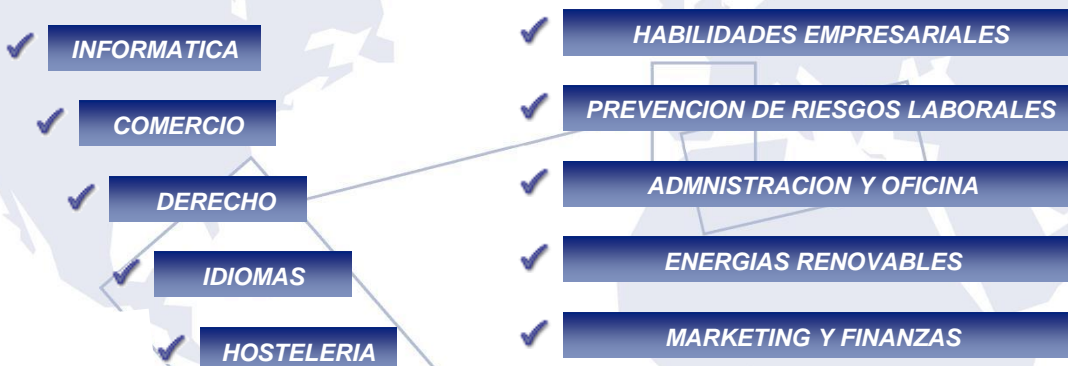 INFORMATICA
COMERCIO
DERECHO
IDIOMAS
HOSTELERIA
HABILIDADES EMPRESARIALES
PREVENCION DE RIESGOS LABORALES
ADMNISTRACION Y OFICINA
ENERGIAS RENOVABLES
MARKETING Y FINANZAS